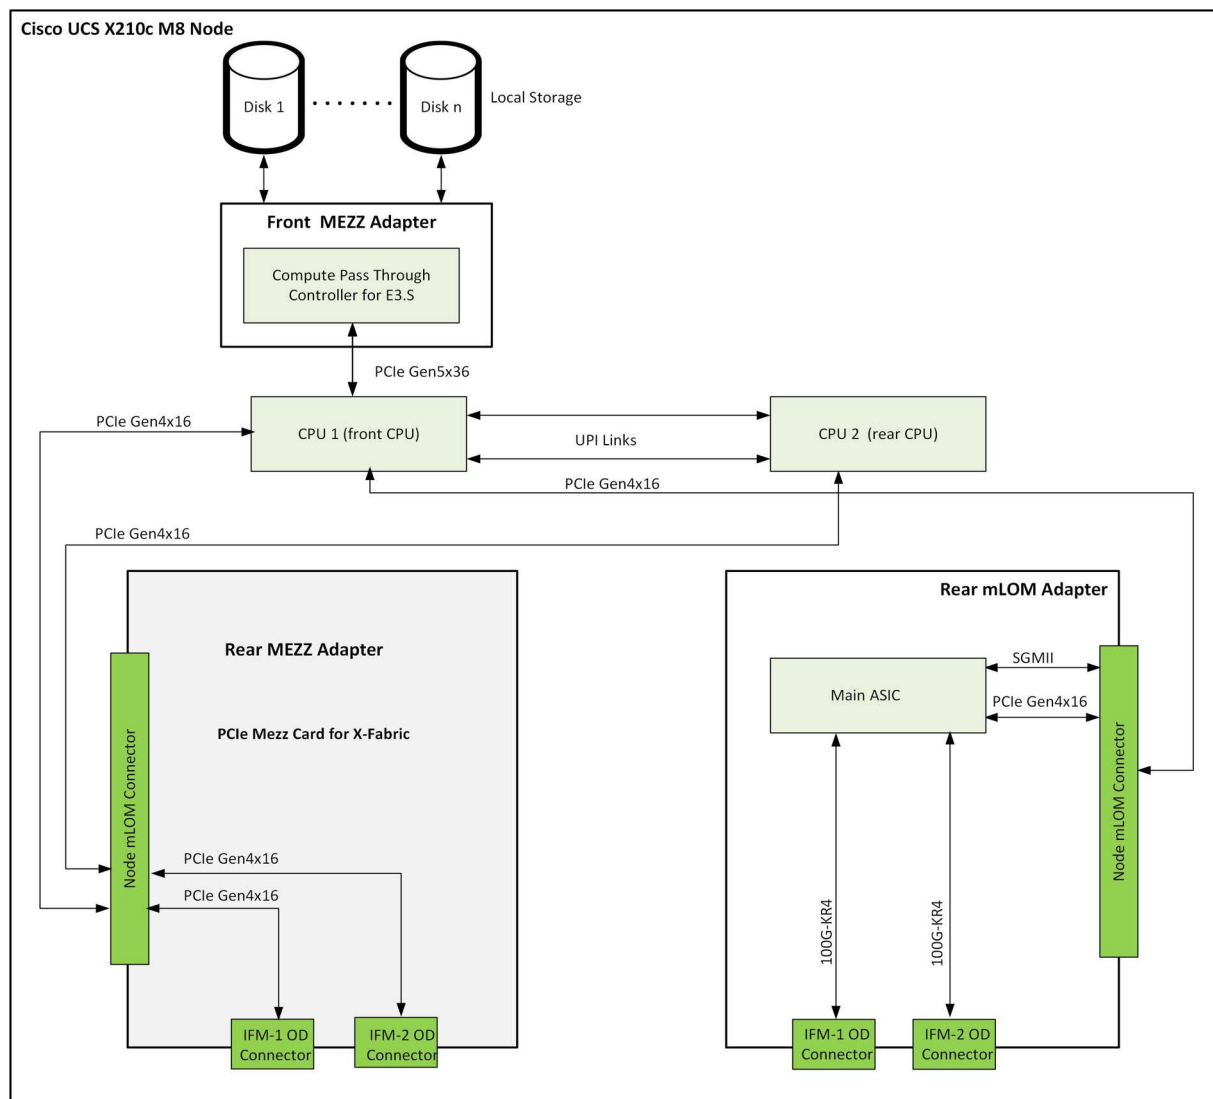 Cisco UCS X210c M8 Node
Disk 1
Disk n
Local Storage
Front MEZZ Adapter
Compute Pass Through
Controller for E3.S
PCIe Gen5x36
PCIe Gen4x16
CPU 1 (front CPU)
UPI Links
CPU 2 (rear CPU)
PCIe Gen4x16
PCIe Gen4x16
Rear MEZZ Adapter
PCIe Mezz Card for X-Fabric
Node mLOM Connector
PCIe Gen4x16
PCIe Gen4x16
IFM-1 OD
Connector
IFM-2 OD
Connector
Rear mLOM Adapter
Main ASIC
SGMII
PCIe Gen4x16
Node mLOM Connector
100G-KR4
100G-KR4
IFM-1 OD
Connector
IFM-2 OD
Connector